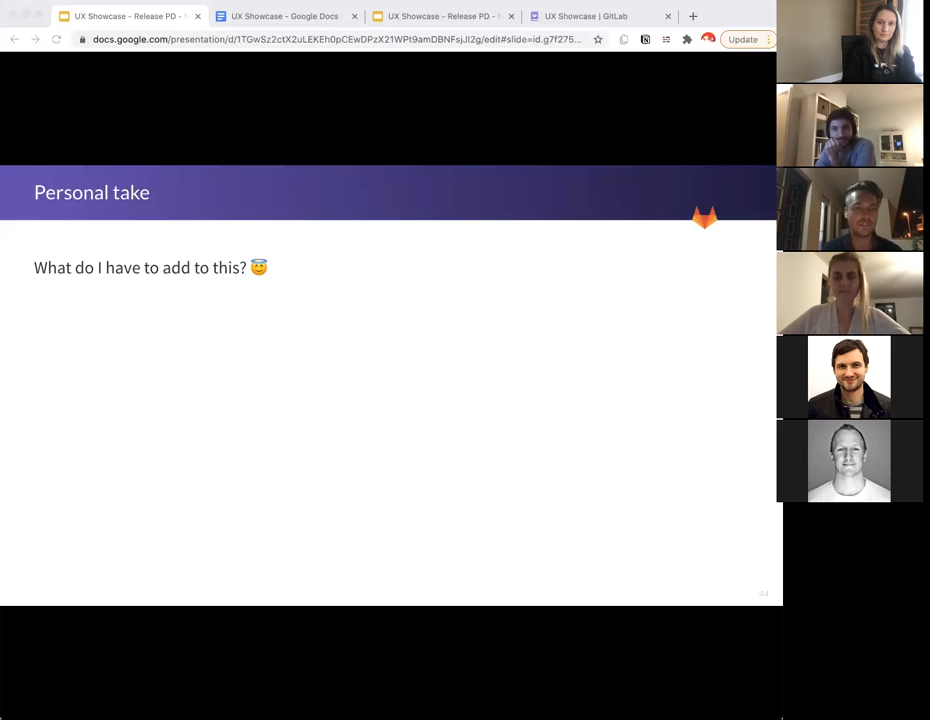 UX Showcase - Release PD - N
UX Showcase - Google Docs
UX Showcase - Release PD - N
UX Showcase | GitLab
docs.google.com/presentation/d/1TGwSz2ctX2uLEKEh0pCEwDPzX21WPt9amDBNFsjJI2g/edit#slide=id.g7f275...
Update
Personal take
What do I have to add to this? 😇
44